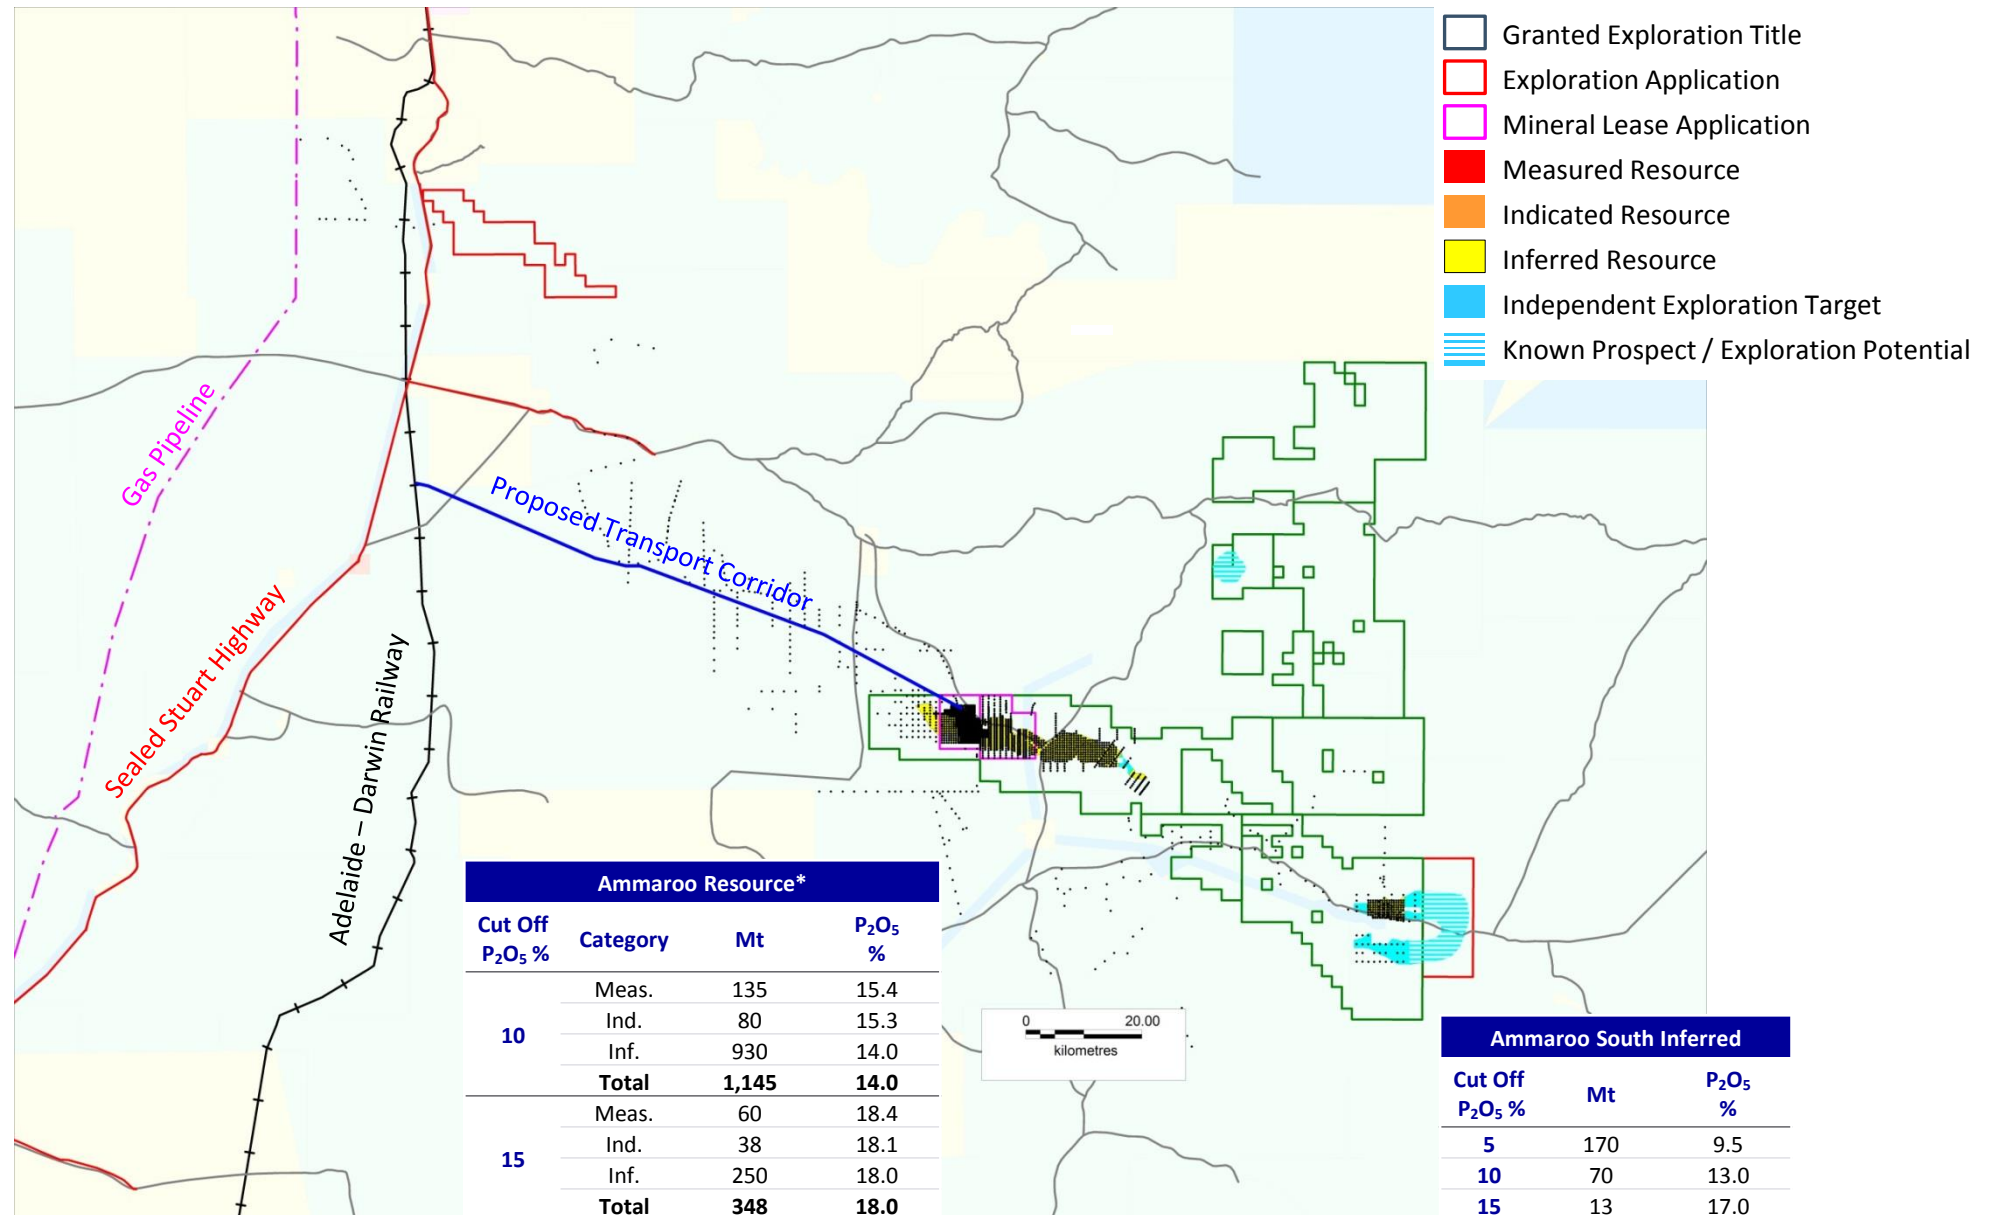 Granted Exploration Title
Exploration Application
Mineral Lease Application
Measured Resource
Indicated Resource
Inferred Resource
Independent Exploration Target
Known Prospect / Exploration Potential
Gas Pipeline
Proposed Transport Corridor
Sealed Stuart Highway
Adelaide – Darwin Railway
Ammaroo Resource*
Cut Off P₂O₅ % Category Mt P₂O₅ %
10
Meas. 135 15.4
Ind. 80 15.3
Inf. 930 14.0
Total 1,145 14.0
15
Meas. 60 18.4
Ind. 38 18.1
Inf. 250 18.0
Total 348 18.0
0 20.00
kilometres
Ammaroo South Inferred
Cut Off P₂O₅ % Mt P₂O₅ %
5 170 9.5
10 70 13.0
15 13 17.0